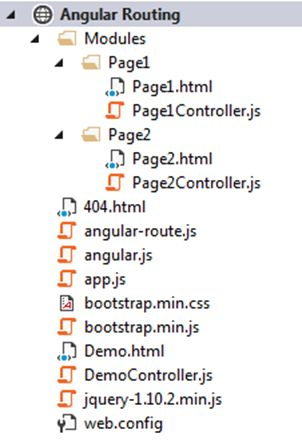 Angular Routing
Modules
Page1
Page1.html
Page1Controller.js
Page2
Page2.html
Page2Controller.js
404.html
angular-route.js
angular.js
app.js
bootstrap.min.css
bootstrap.min.js
Demo.html
DemoController.js
jquery-1.10.2.min.js
web.config